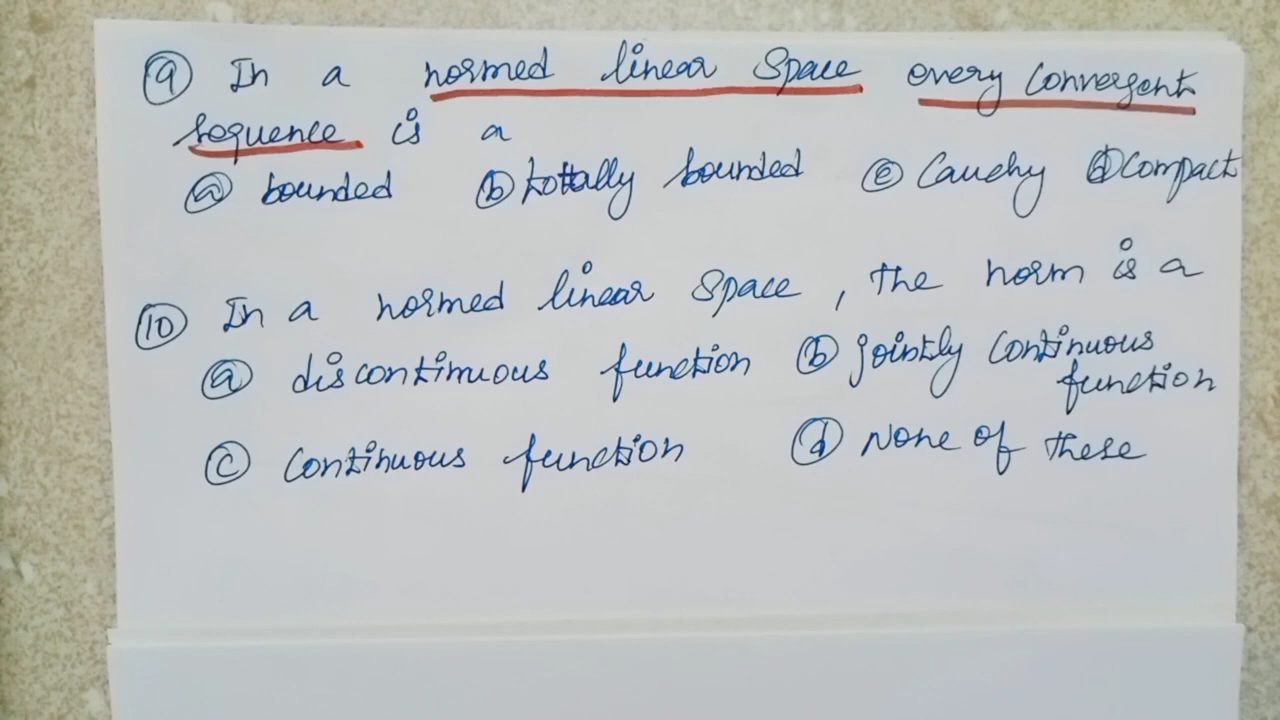 (9) In a normed linear space every convergent
sequence is a
(a) bounded (b) totally bounded (c) Cauchy (d) compact
(10) In a normed linear space, the norm is a
(a) discontinuous function (b) jointly continuous
function
(c) continuous function (d) None of these